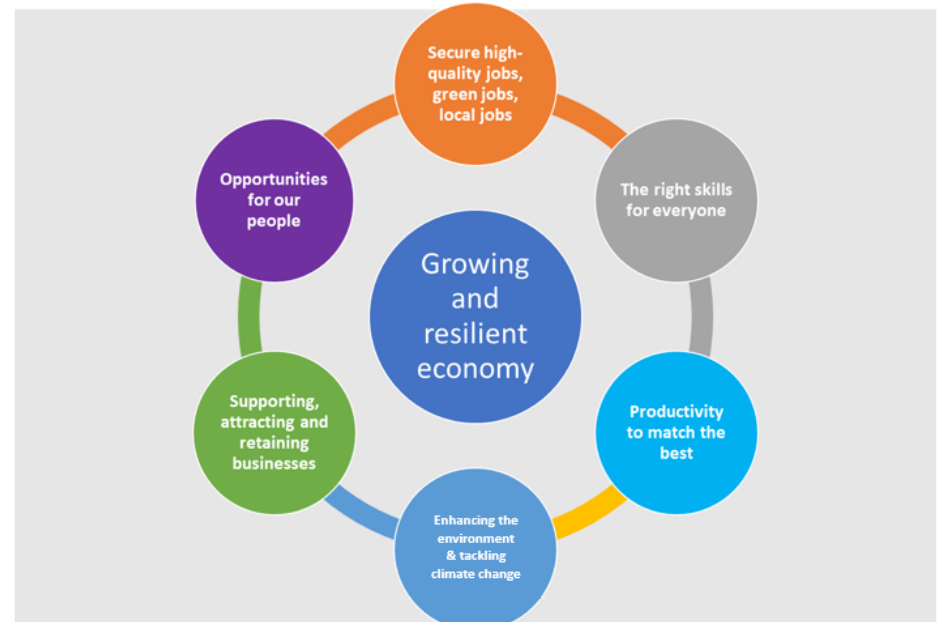 Secure high-
quality jobs,
green jobs,
local jobs
The right skills
for everyone
Productivity
to match the
best
Enhancing the
environment
& tackling
climate change
Supporting,
attracting and
retaining
businesses
Opportunities
for our
people
Growing
and
resilient
economy